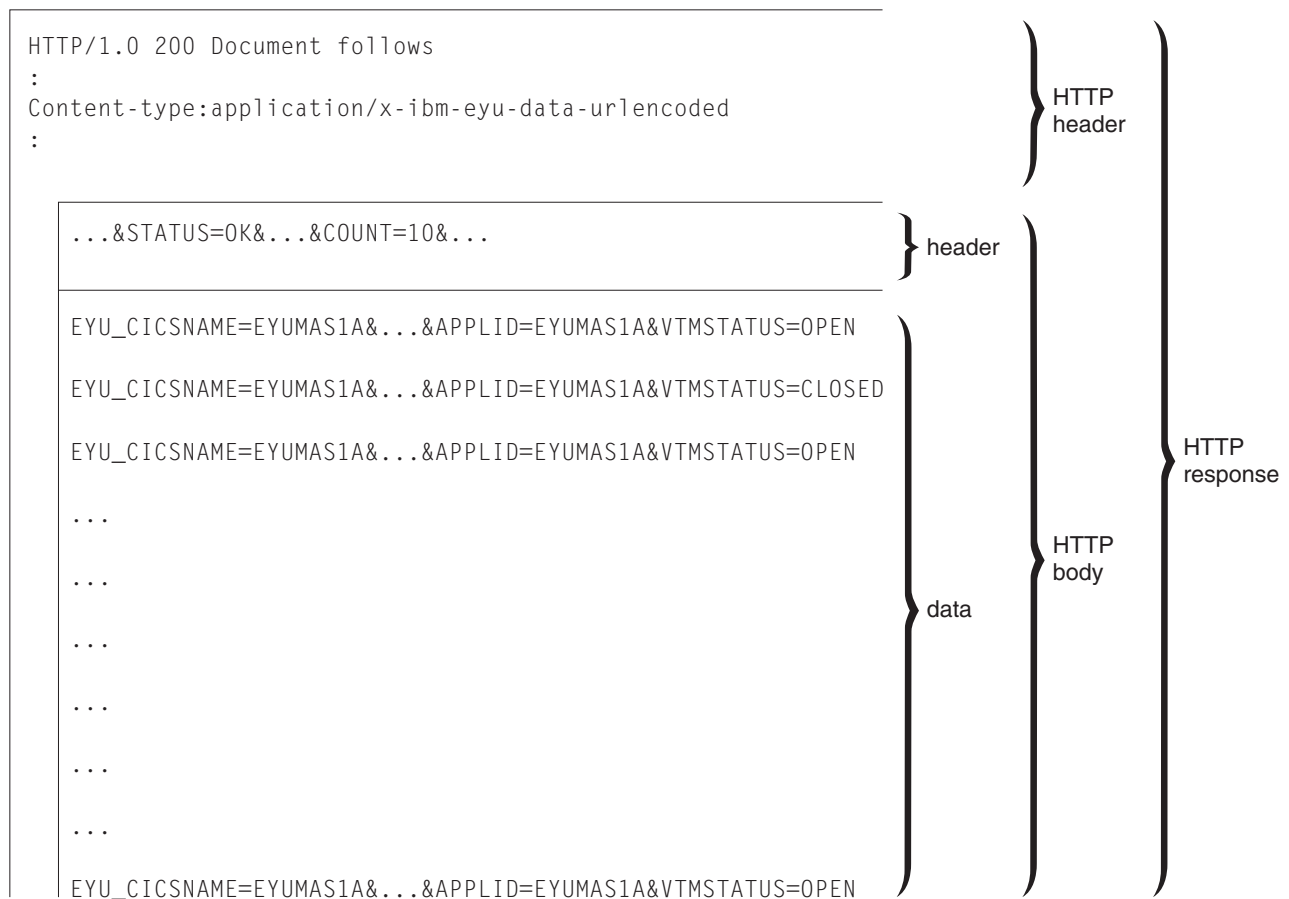 HTTP/1.0 200 Document follows
:
Content-type:application/x-ibm-eyu-data-urlencoded
:
HTTP
header
...&STATUS=OK&...&COUNT=10&...
header
EYU_CICSNAME=EYUMAS1A&...&APPLID=EYUMAS1A&VTMSTATUS=OPEN
EYU_CICSNAME=EYUMAS1A&...&APPLID=EYUMAS1A&VTMSTATUS=CLOSED
EYU_CICSNAME=EYUMAS1A&...&APPLID=EYUMAS1A&VTMSTATUS=OPEN
...
...
...
...
...
...
EYU_CICSNAME=EYUMAS1A&...&APPLID=EYUMAS1A&VTMSTATUS=OPEN
data
HTTP
body
HTTP
response